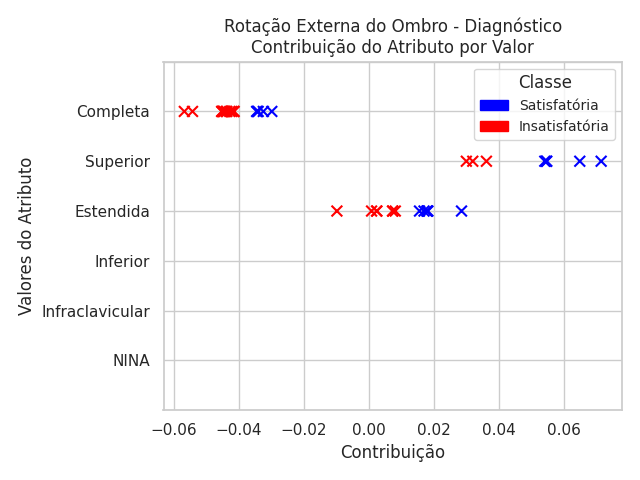 Rotação Externa do Ombro - Diagnóstico
Contribuição do Atributo por Valor
Classe
Satisfatória
Insatisfatória
Valores do Atributo
Completa
Superior
Estendida
Inferior
Infraclavicular
NINA
−0.06 −0.04 −0.02 0.00 0.02 0.04 0.06
Contribuição